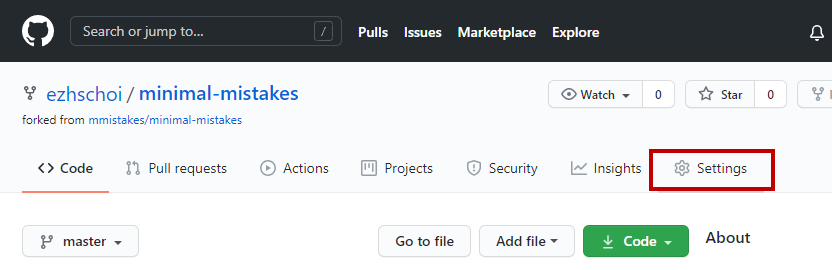 Search or jump to... / Pulls Issues Marketplace Explore
ezhschoi / minimal-mistakes Watch 0 Star 0
forked from mmistakes/minimal-mistakes
Code Pull requests Actions Projects Security Insights Settings
master Go to file Add file Code About